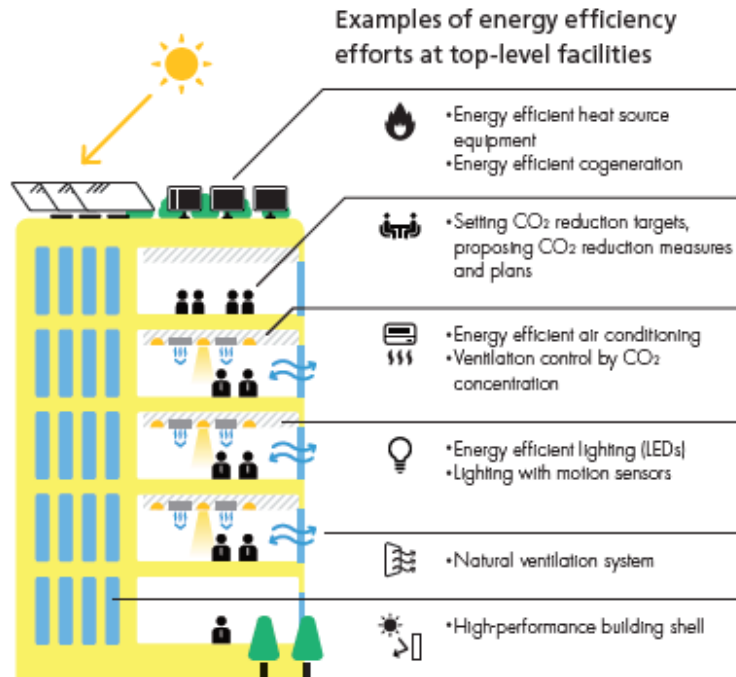 Examples of energy efficiency
efforts at top-level facilities
•Energy efficient heat source
equipment
•Energy efficient cogeneration
•Setting CO₂ reduction targets,
proposing CO₂ reduction measures
and plans
•Energy efficient air conditioning
•Ventilation control by CO₂
concentration
•Energy efficient lighting (LEDs)
•Lighting with motion sensors
•Natural ventilation system
•High-performance building shell